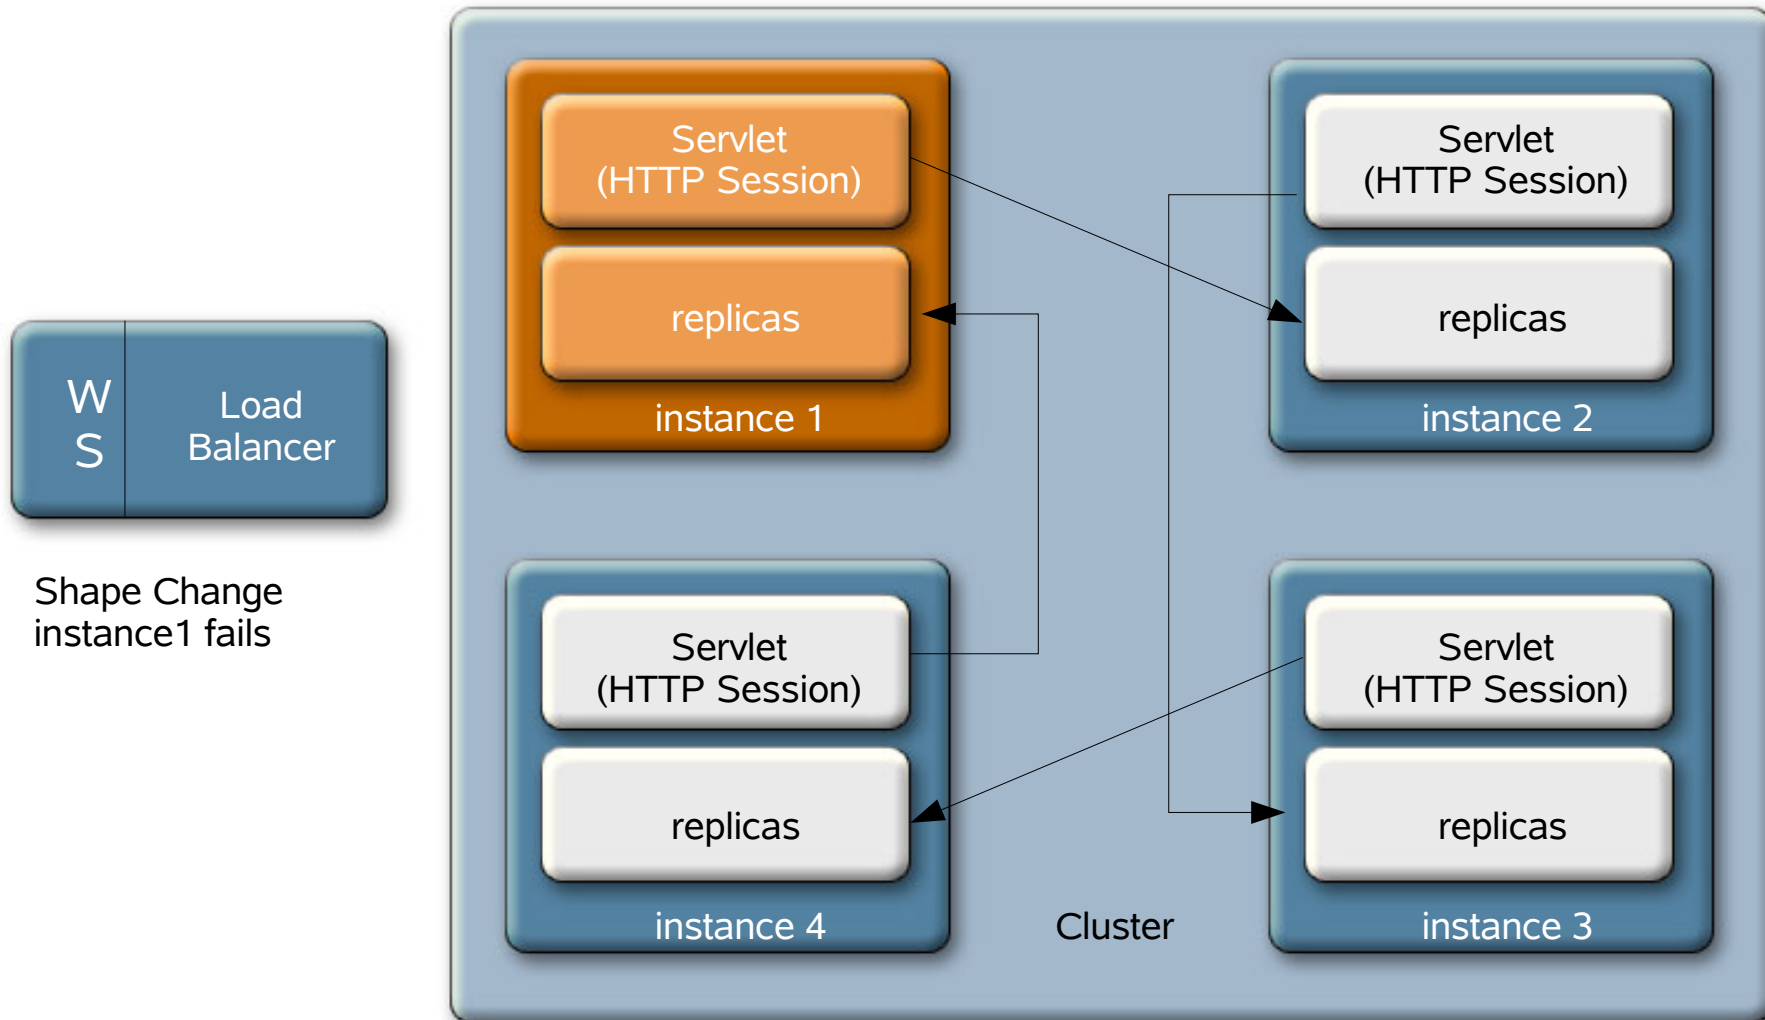 W
S
Load
Balancer
Shape Change
instance1 fails
Servlet
(HTTP Session)
replicas
instance 1
Servlet
(HTTP Session)
replicas
instance 2
Servlet
(HTTP Session)
replicas
instance 4
Cluster
Servlet
(HTTP Session)
replicas
instance 3